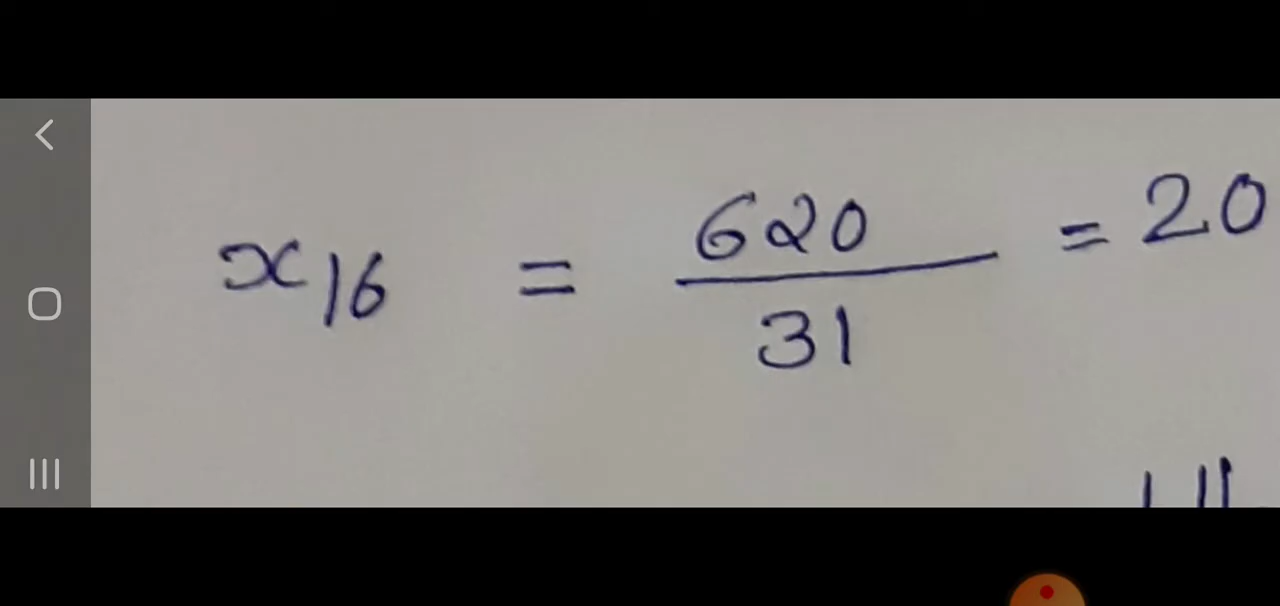 x₁₆ = 620/31 = 20